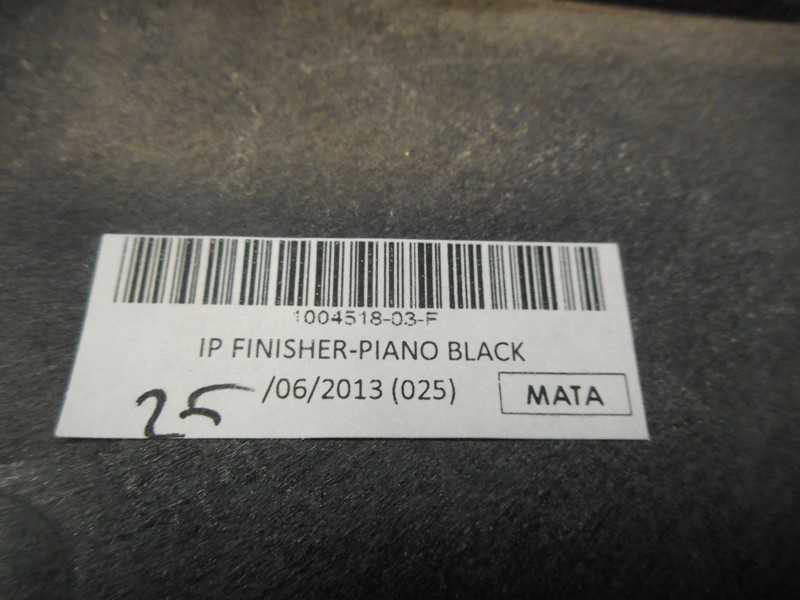 1004518-03-F
IP FINISHER-PIANO BLACK
25/06/2013 (025)
MATA